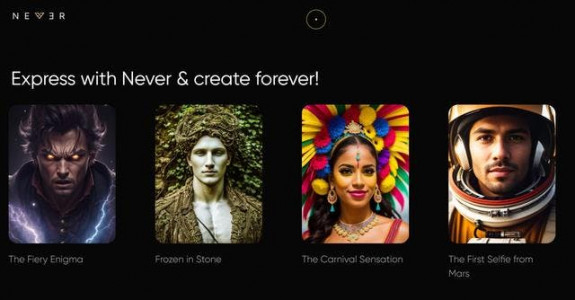 NEVER
Express with Never & create forever!
The Fiery Enigma
Frozen in Stone
The Carnival Sensation
The First Selfie from
Mars